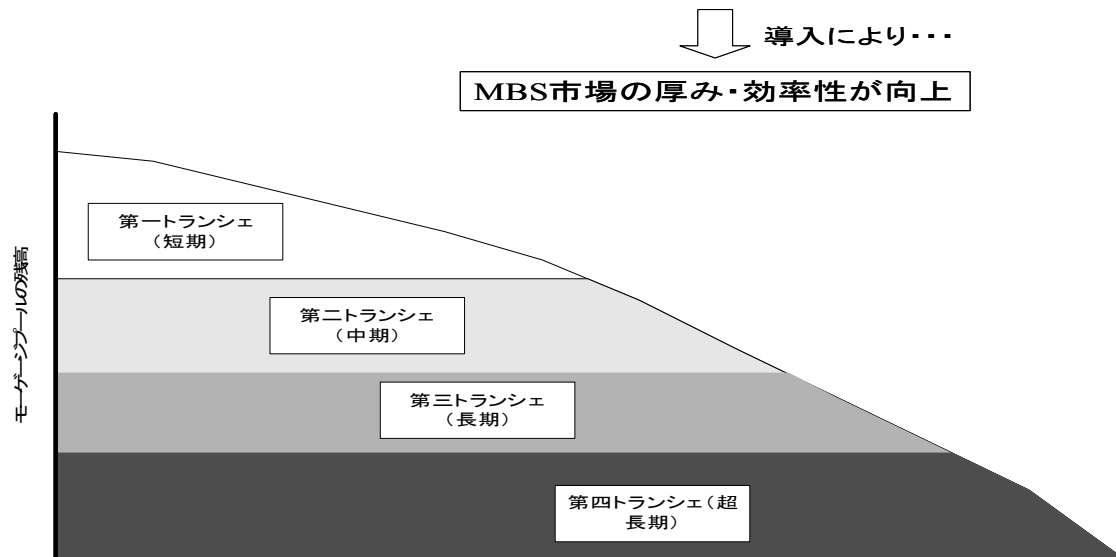 導入により･･･
MBS市場の厚み･効率性が向上
モーゲージプールの残高
第一トランシェ
（短期）
第二トランシェ
（中期）
第三トランシェ
（長期）
第四トランシェ（超
長期）